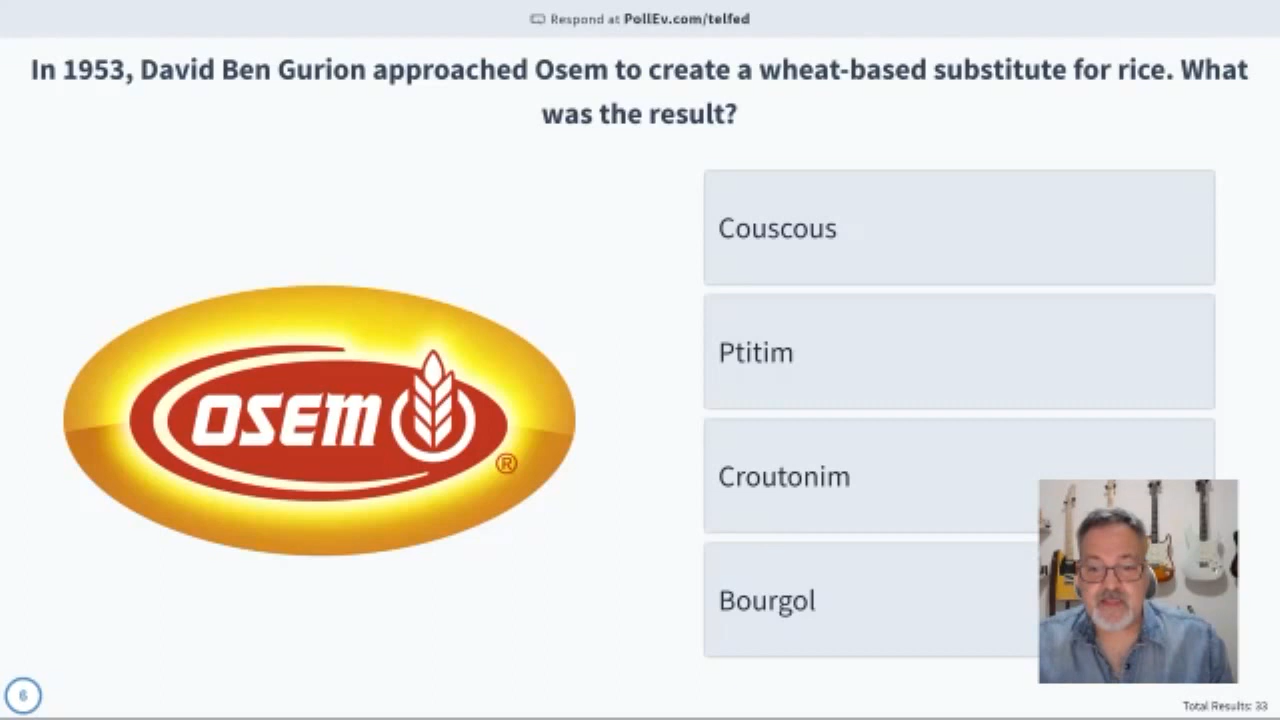 Respond at PollEv.com/telfed
In 1953, David Ben Gurion approached Osem to create a wheat-based substitute for rice. What
was the result?
Couscous
Ptitim
OSEM
®
Croutonim
Bourgol
6
Total Results: 33